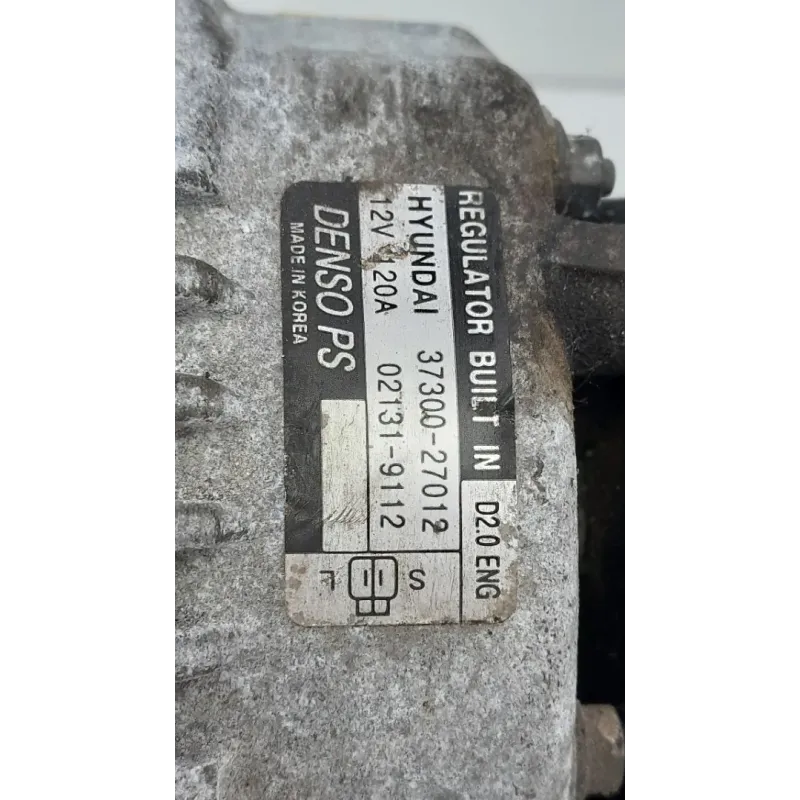 REGULATOR BUILT IN D2.0 ENG
HYUNDAI 37300-27012
12V 120A 02131-9112
DENSO PS
MADE IN KOREA
S
L